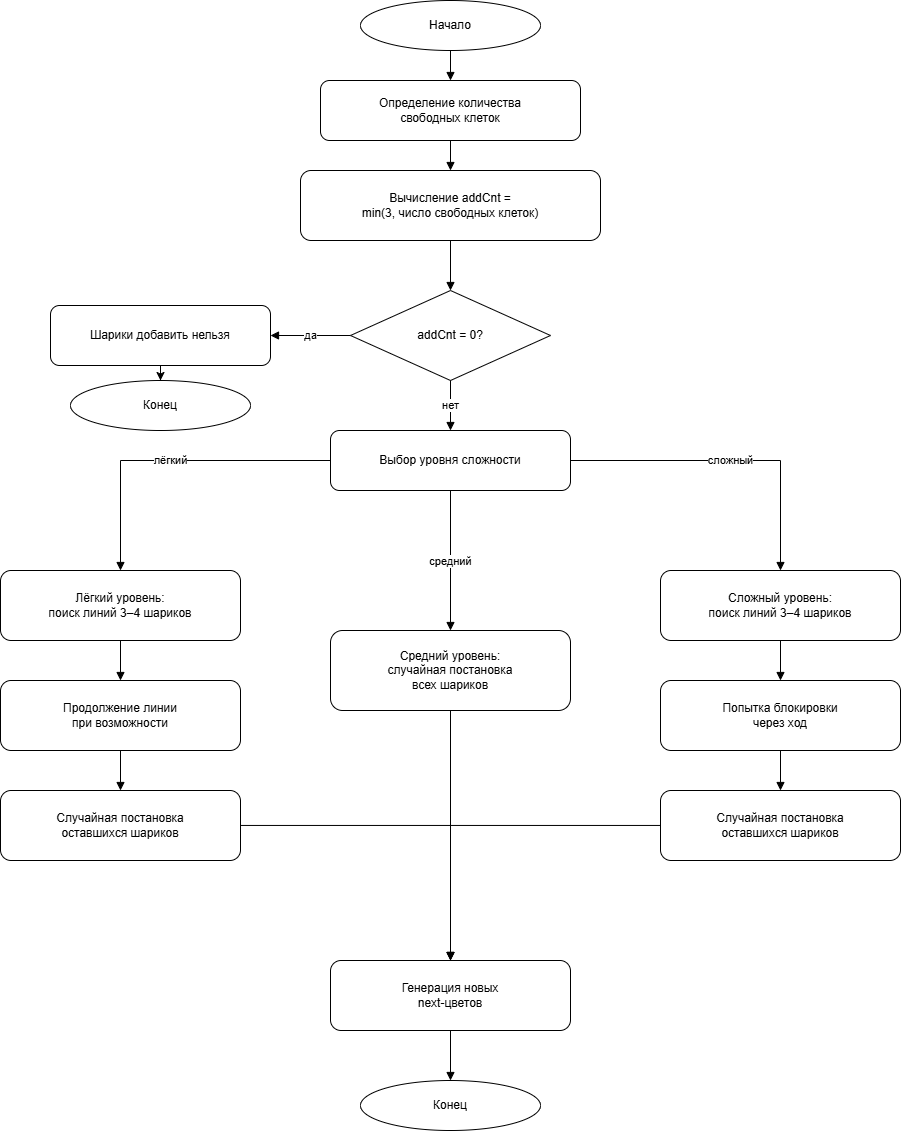 Начало
Определение количества
свободных клеток
Вычисление addCnt =
min(3, число свободных клеток)
addCnt = 0?
да
Шарики добавить нельзя
Конец
нет
Выбор уровня сложности
лёгкий
сложный
средний
Лёгкий уровень:
поиск линий 3–4 шариков
Сложный уровень:
поиск линий 3–4 шариков
Средний уровень:
случайная постановка
всех шариков
Продолжение линии
при возможности
Попытка блокировки
через ход
Случайная постановка
оставшихся шариков
Случайная постановка
оставшихся шариков
Генерация новых
next-цветов
Конец